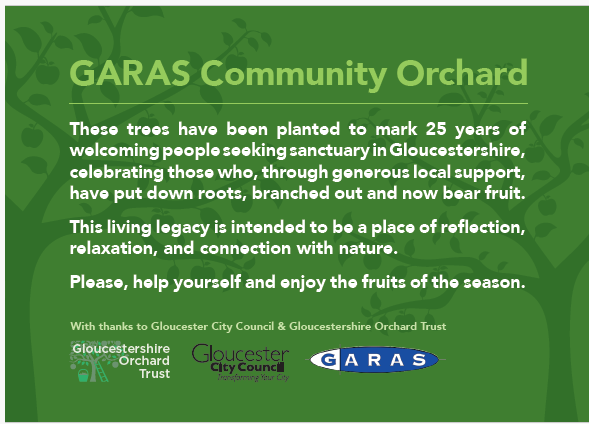 GARAS Community Orchard
These trees have been planted to mark 25 years of
welcoming people seeking sanctuary in Gloucestershire,
celebrating those who, through generous local support,
have put down roots, branched out and now bear fruit.
This living legacy is intended to be a place of reflection,
relaxation, and connection with nature.
Please, help yourself and enjoy the fruits of the season.
With thanks to Gloucester City Council & Gloucestershire Orchard Trust
Gloucestershire
Orchard
Trust
Gloucester
City Council
Transforming Your City
GARAS